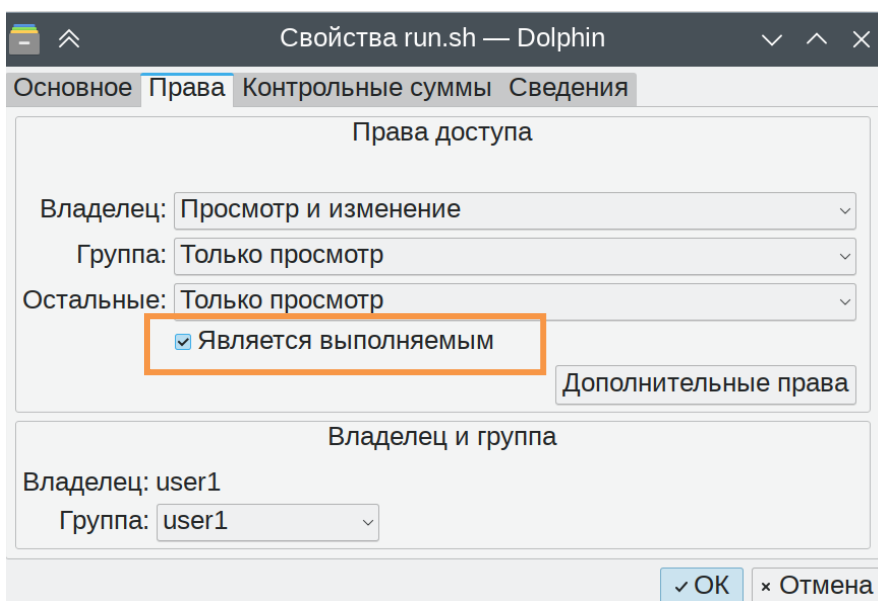 Свойства run.sh — Dolphin
Основное Права Контрольные суммы Сведения
Права доступа
Владелец: Просмотр и изменение
Группа: Только просмотр
Остальные: Только просмотр
Является выполняемым
Дополнительные права
Владелец и группа
Владелец: user1
Группа: user1
ОК Отмена